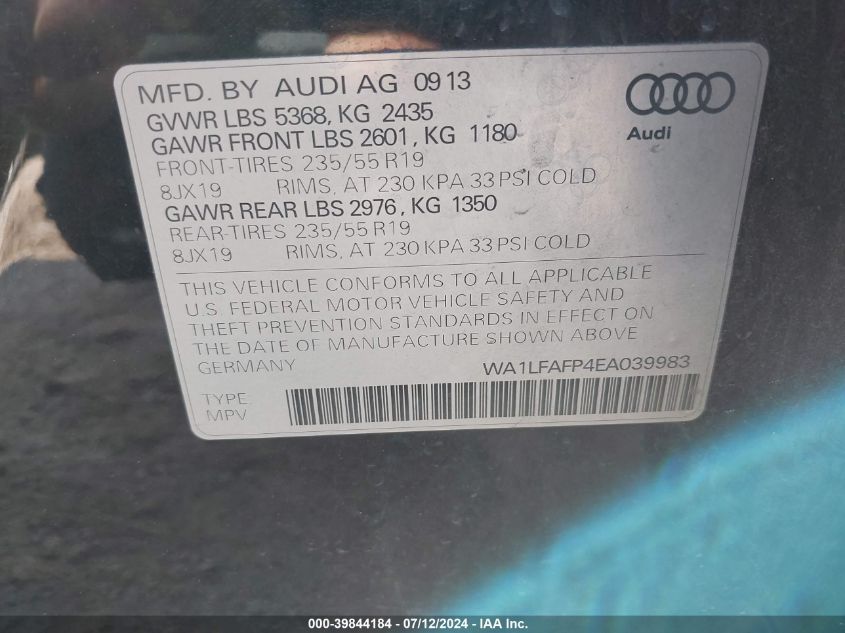 MFD. BY AUDI AG 09 13
GVWR LBS 5368, KG 2435
GAWR FRONT LBS 2601, KG 1180
FRONT-TIRES 235/55 R19
8JX19 RIMS, AT 230 KPA 33 PSI COLD
GAWR REAR LBS 2976, KG 1350
REAR-TIRES 235/55 R19
8JX19 RIMS, AT 230 KPA 33 PSI COLD
Audi
THIS VEHICLE CONFORMS TO ALL APPLICABLE
U.S. FEDERAL MOTOR VEHICLE SAFETY AND
THEFT PREVENTION STANDARDS IN EFFECT ON
THE DATE OF MANUFACTURE SHOWN ABOVE
GERMANY WA1LFAFP4EA039983
TYPE
MPV
000-39844184 - 07/12/2024 - IAA Inc.